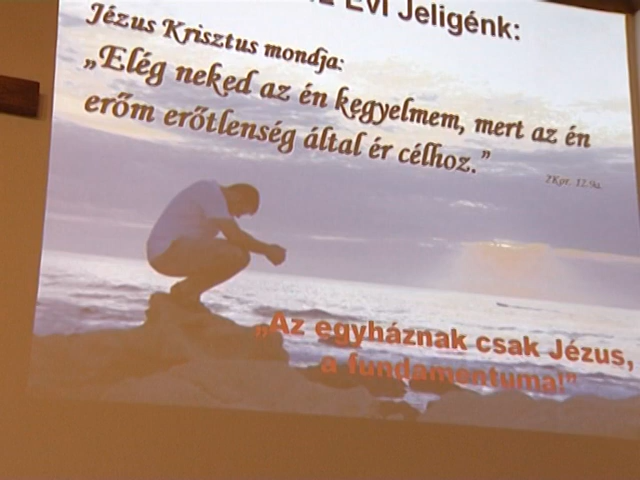 Évi Jeligénk:
Jézus Krisztus mondja:
„Elég neked az én kegyelmem, mert az én
erőm erőtlenség által ér célhoz.”
2Kor. 12.9a.
„Az egyháznak csak Jézus,
a fundamentuma!”